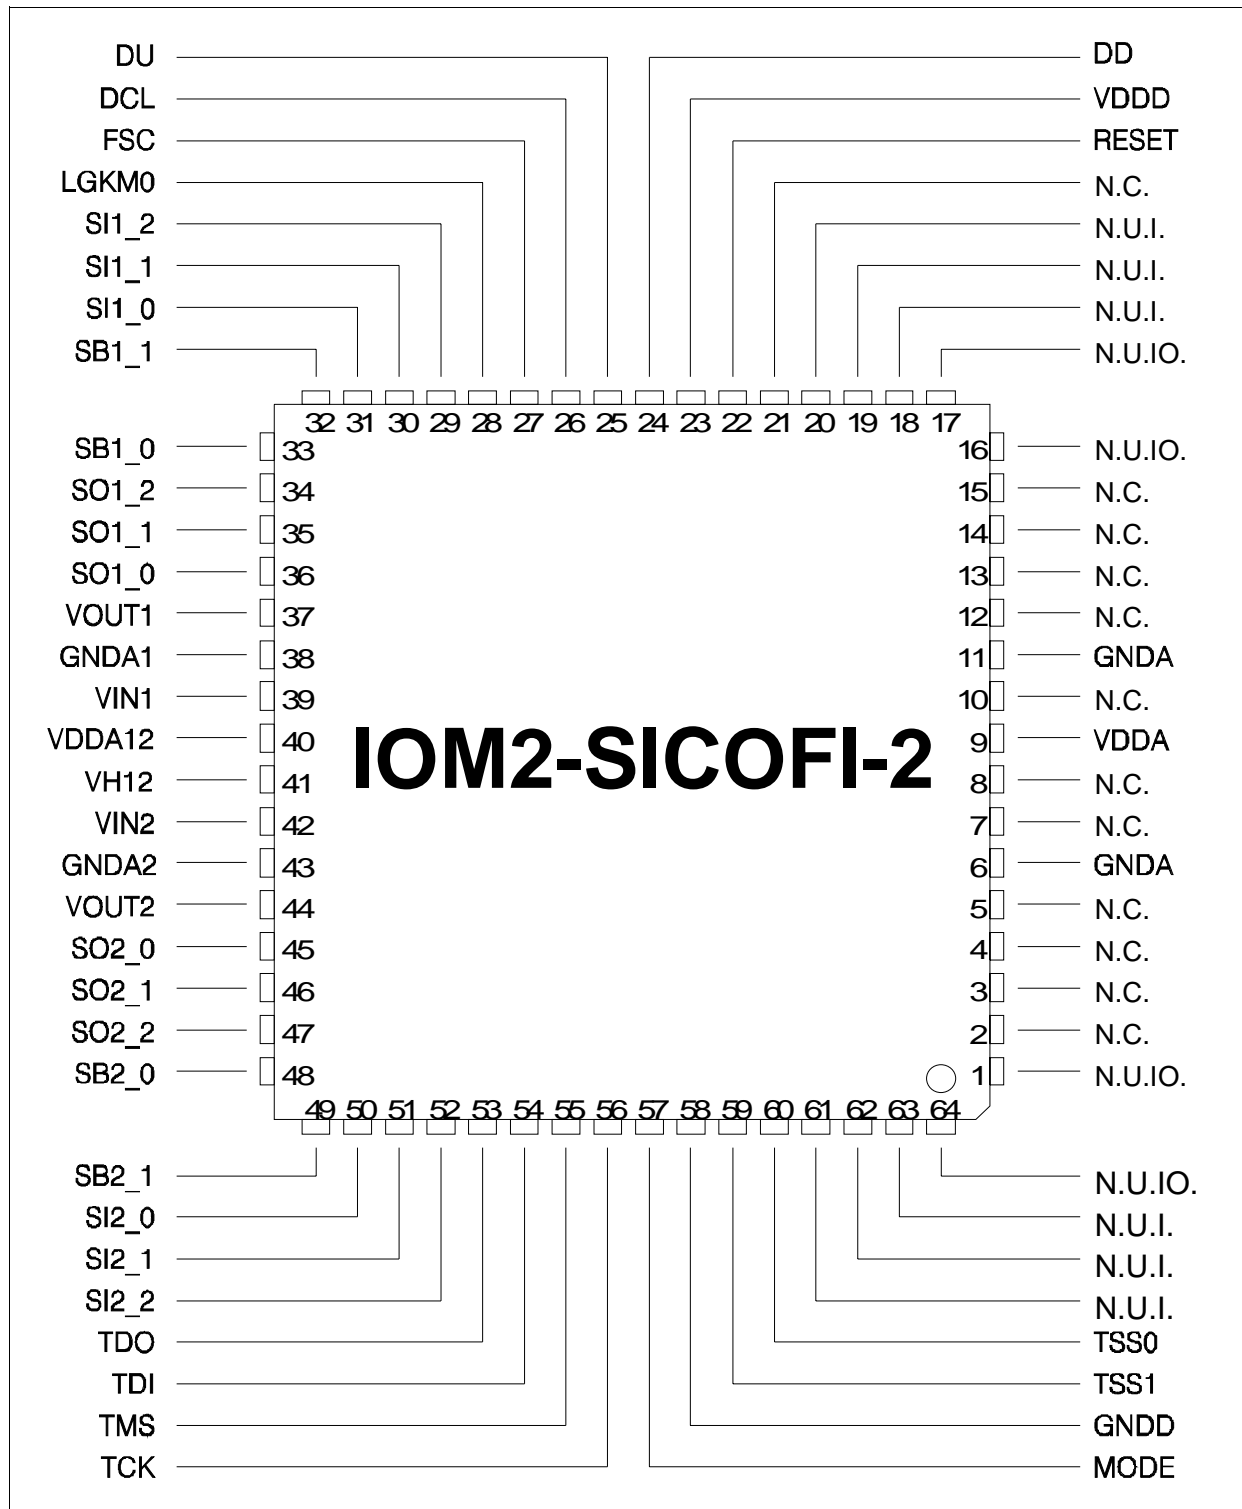 DU DD
DCL VDDD
FSC RESET
LGKM0 N.C.
SI1_2 N.U.I.
SI1_1 N.U.I.
SI1_0 N.U.I.
SB1_1 N.U.IO.
32 31 30 29 28 27 26 25 24 23 22 21 20 19 18 17
SB1_0 33 16 N.U.IO.
SO1_2 34 15 N.C.
SO1_1 35 14 N.C.
SO1_0 36 13 N.C.
VOUT1 37 12 N.C.
GNDA1 38 11 GNDA
VIN1 39 10 N.C.
VDDA12 40 9 VDDA
IOM2-SICOFI-2
VH12 41 8 N.C.
VIN2 42 7 N.C.
GNDA2 43 6 GNDA
VOUT2 44 5 N.C.
SO2_0 45 4 N.C.
SO2_1 46 3 N.C.
SO2_2 47 2 N.C.
SB2_0 48 1 N.U.IO.
49 50 51 52 53 54 55 56 57 58 59 60 61 62 63 64
SB2_1 N.U.IO.
SI2_0 N.U.I.
SI2_1 N.U.I.
SI2_2 N.U.I.
TDO TSS0
TDI TSS1
TMS GNDD
TCK MODE